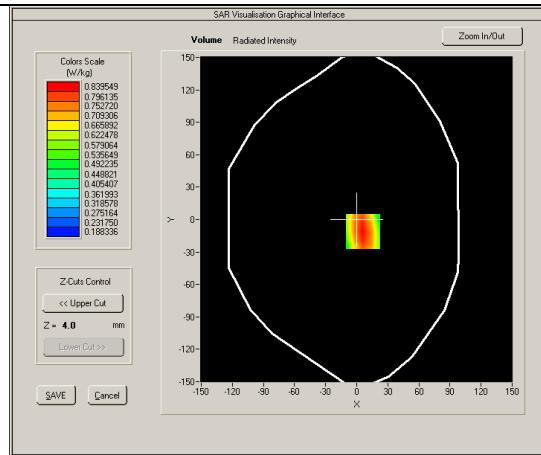 SAR Visualisation Graphical Interface
Volume Radiated Intensity
Zoom In/Out
Colors Scale
(W/kg)
0.839549
0.796135
0.752720
0.709306
0.665892
0.622478
0.579064
0.535649
0.492235
0.448821
0.405407
0.361993
0.318578
0.275164
0.231750
0.188336
Z-Cuts Control
<< Upper Cut
Z = 4.0 mm
Lower Cut >>
SAVE Cancel
150-
120-
90-
60-
30-
Y 0-
-30-
-60-
-90-
-120-
-150-
-150 -120 -90 -60 -30 0 30 60 90 120 150
X